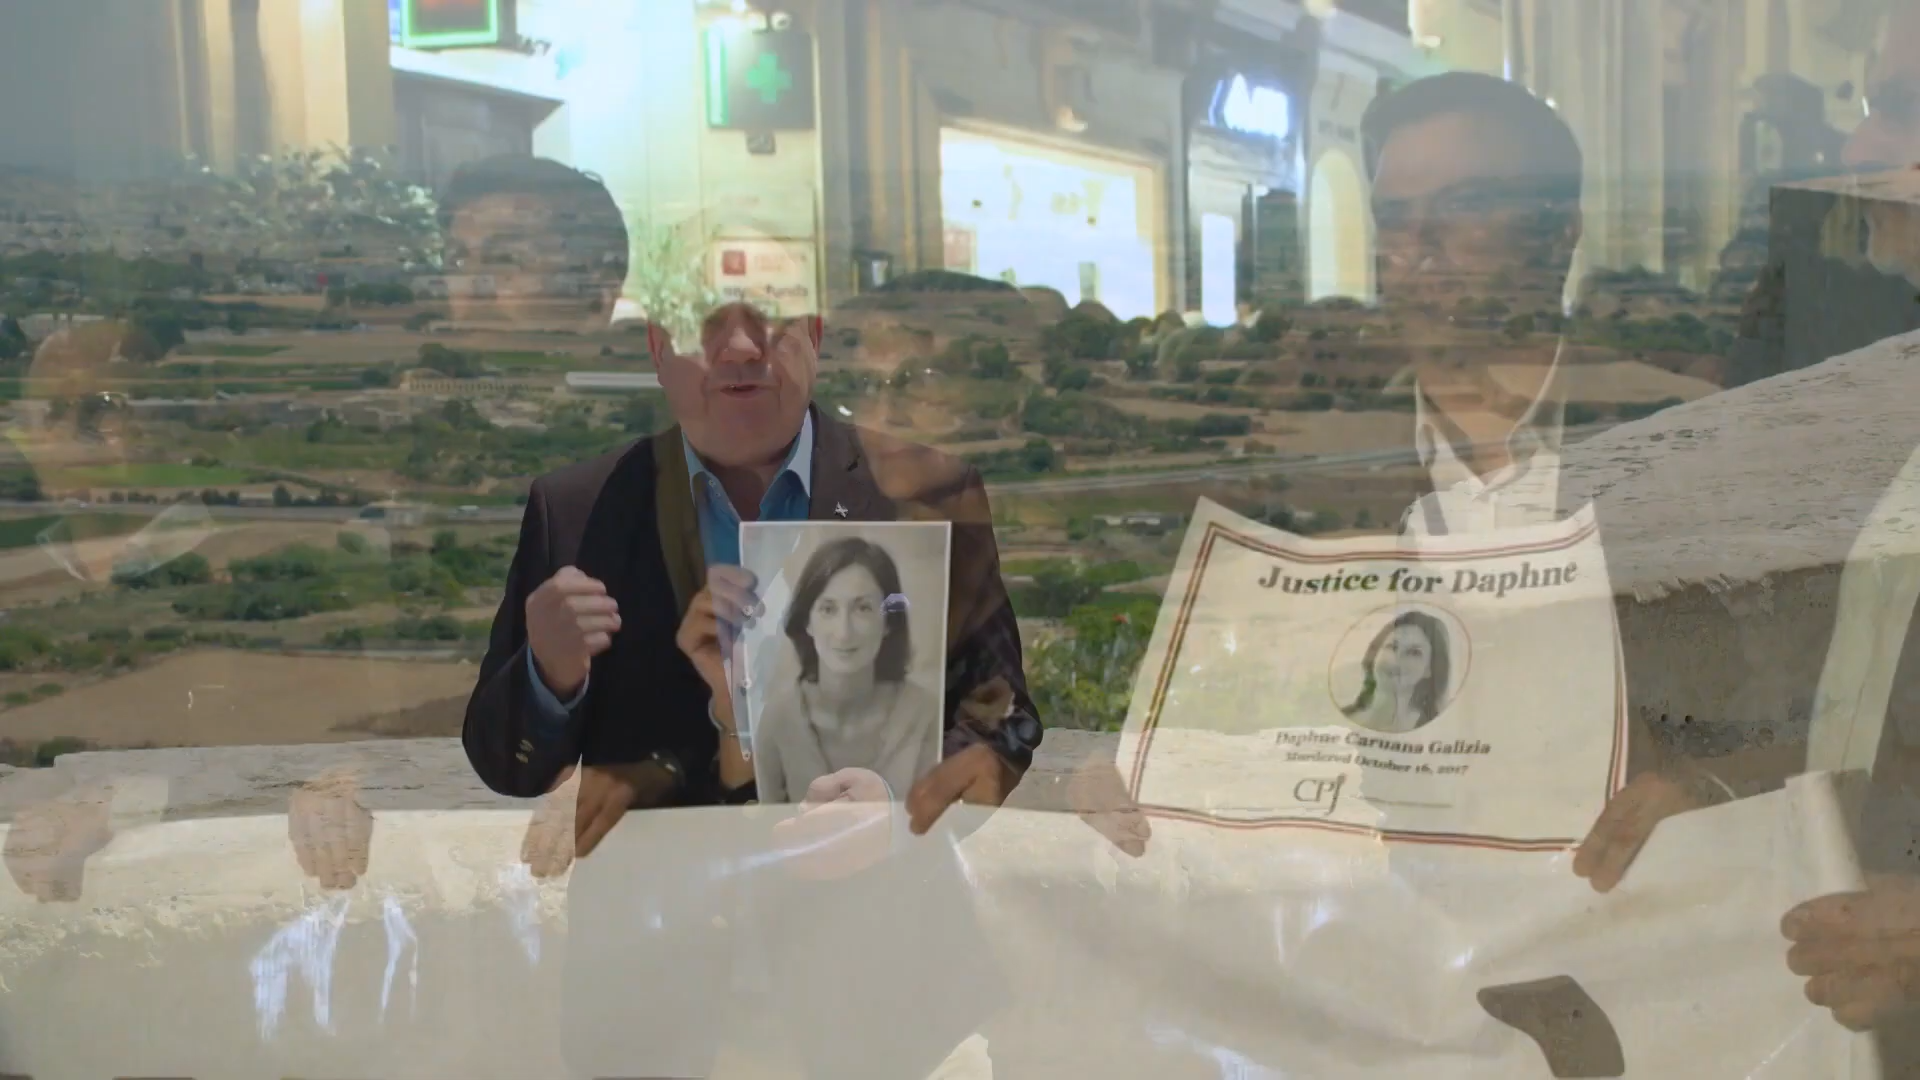 Justice for Daphne
Daphne Caruana Galizia
Murdered October 16, 2017
CPJ